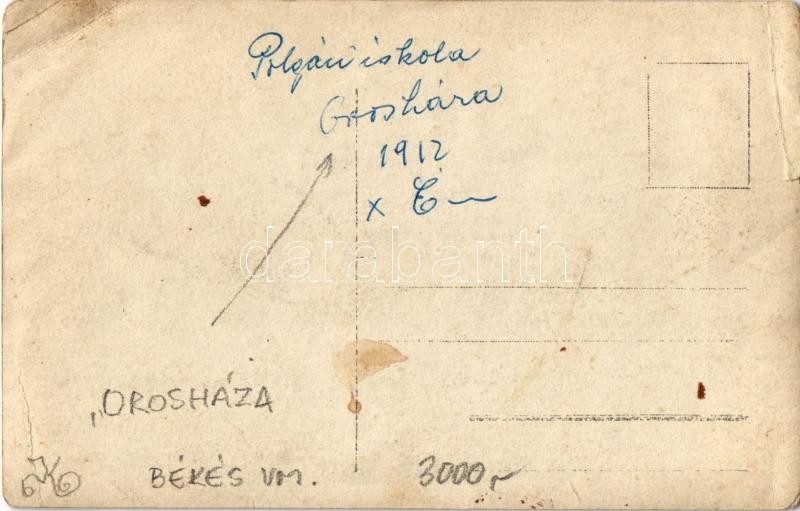 Polgári iskola
Orosháza
1912
x É
darabanth
„OROSHÁZA
BÉKÉS VM.
3000,-